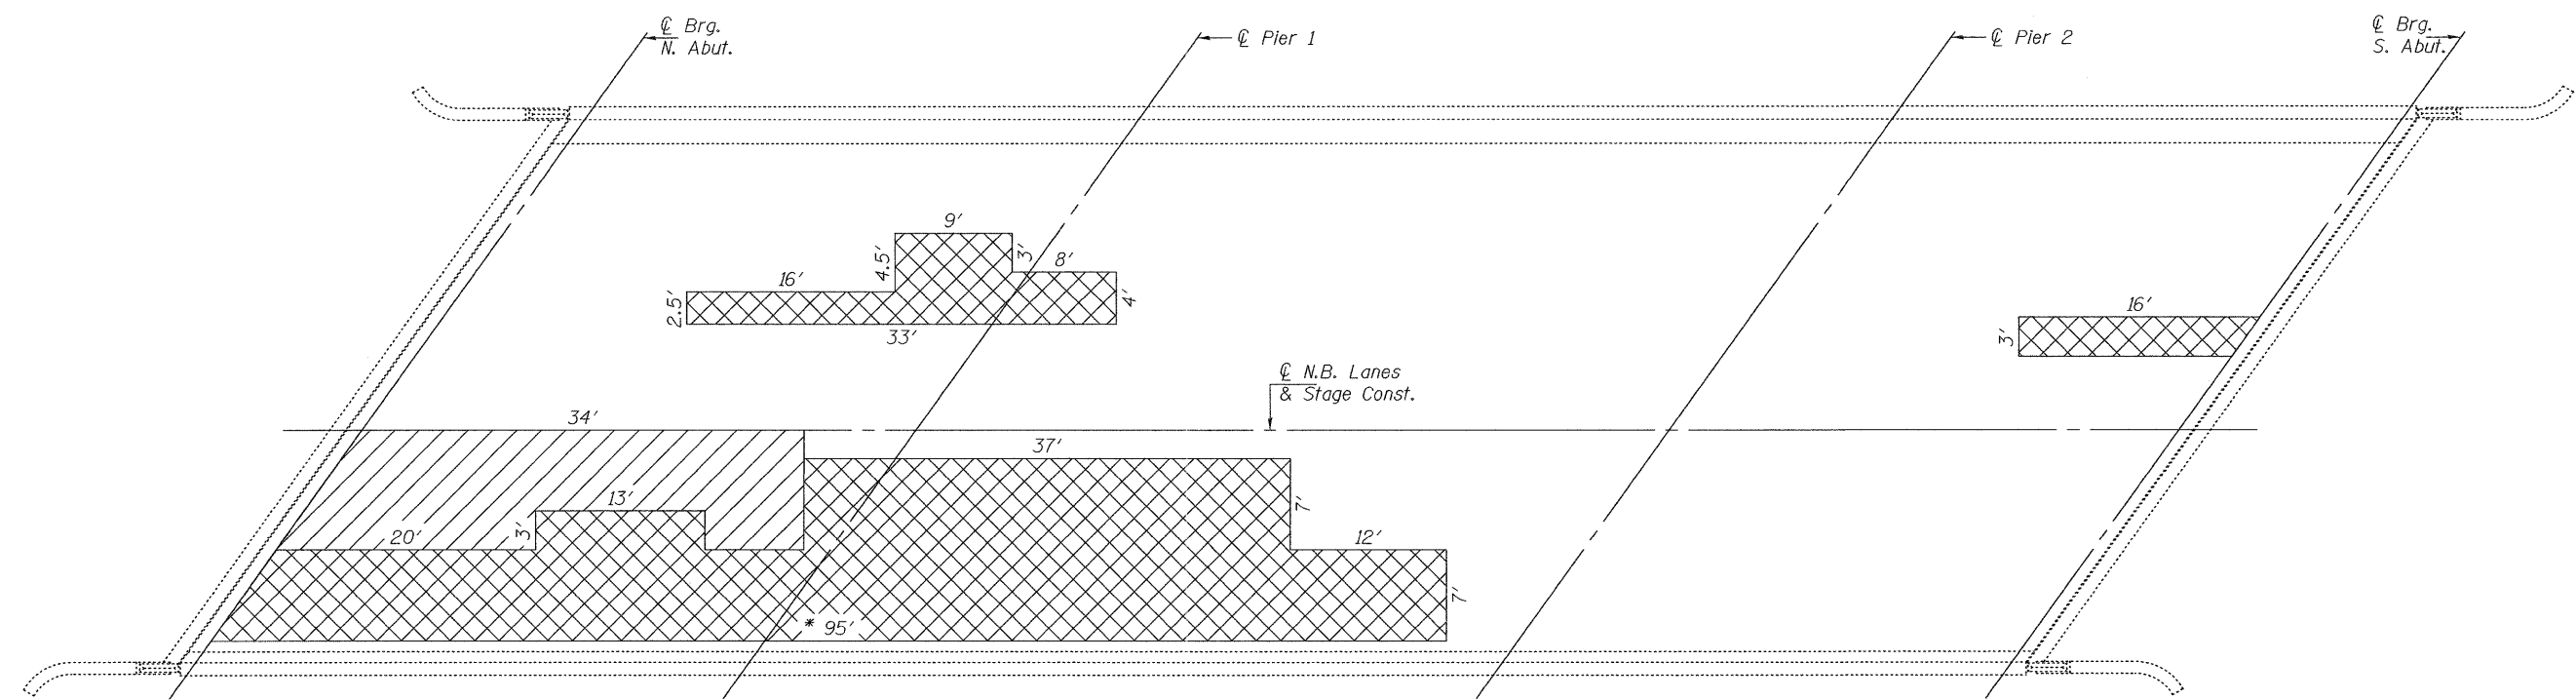 ℄ Brg.
N. Abut.
℄ Pier 1
℄ Pier 2
℄ Brg.
S. Abut.
9'
4.5'
3'
8'
16'
2.5'
4'
33'
16'
3'
℄ N.B. Lanes
& Stage Const.
34'
37'
13'
7'
20'
3'
12'
7'
* 95'